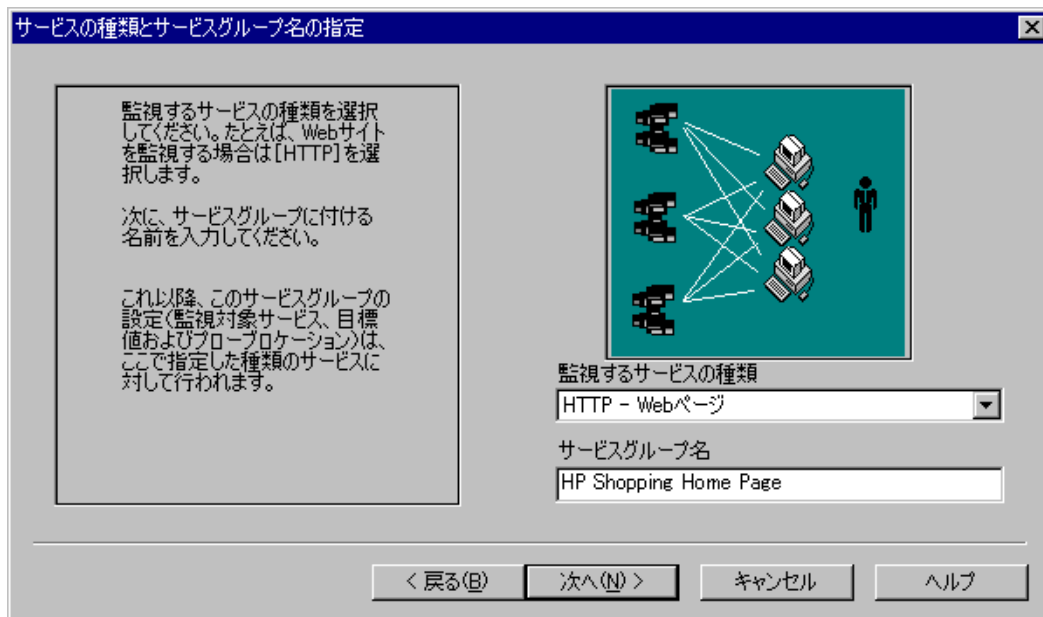 サービスの種類とサービスグループ名の指定
監視するサービスの種類を選択
してください。たとえば、Webサイト
を監視する場合は[HTTP]を選
択します。
次に、サービスグループに付ける
名前を入力してください。
これ以降、このサービスグループの
設定(監視対象サービス、目標
値およびプローブロケーション)は、
ここで指定した種類のサービスに
対して行われます。
監視するサービスの種類
HTTP - Webページ
サービスグループ名
HP Shopping Home Page
< 戻る(B) 次へ(N) > キャンセル ヘルプ